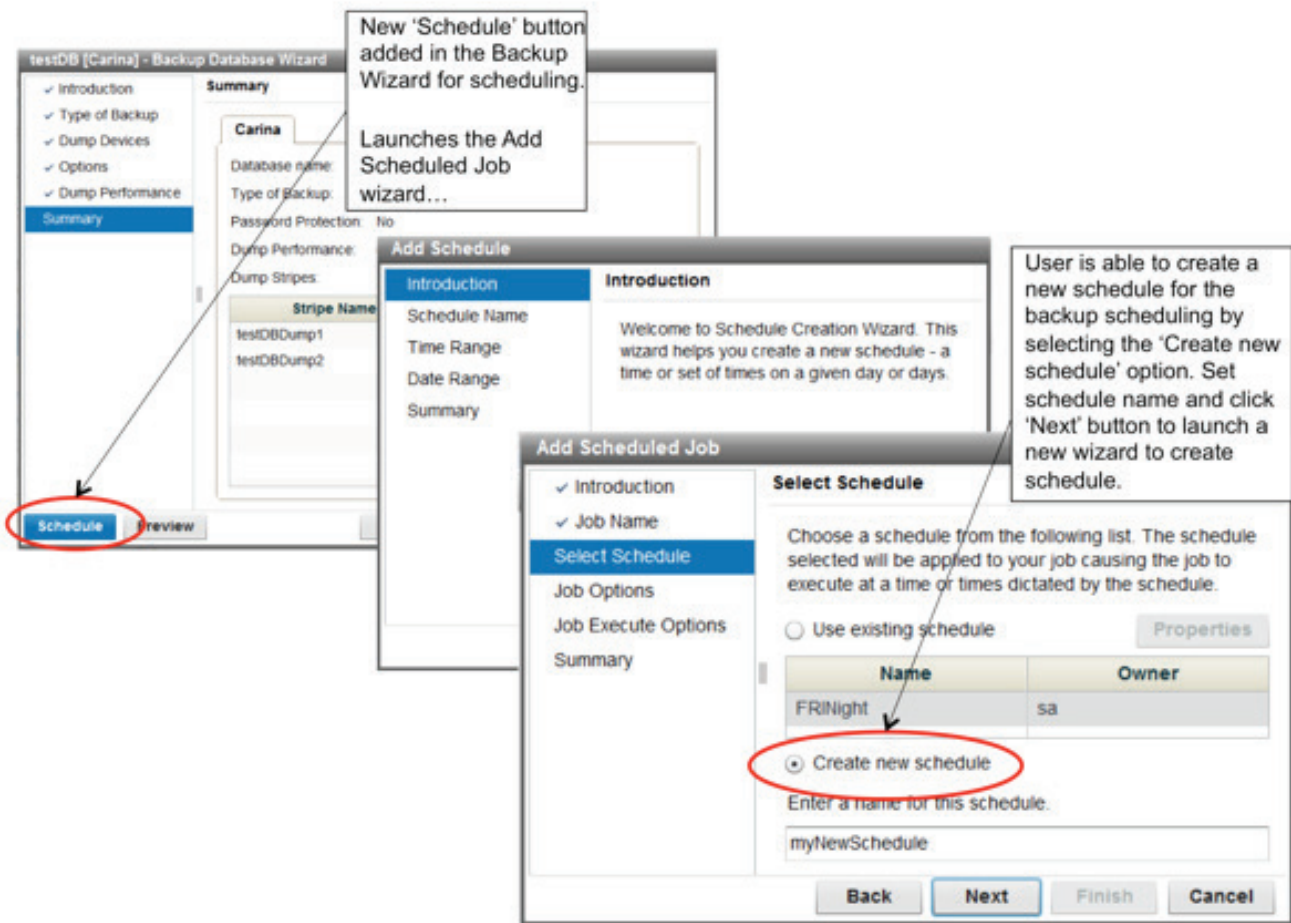 New ‘Schedule’ button
added in the Backup
Wizard for scheduling.
Launches the Add
Scheduled Job
wizard…
testDB [Carina] - Backup Database Wizard
Introduction
Type of Backup
Dump Devices
Options
Dump Performance
Summary
Summary
Carina
Database name:
Type of Backup:
Password Protection: No
Dump Performance:
Dump Stripes:
Stripe Name
testDBDump1
testDBDump2
Schedule
Preview
Add Schedule
Introduction
Schedule Name
Time Range
Date Range
Summary
Introduction
Welcome to Schedule Creation Wizard. This
wizard helps you create a new schedule - a
time or set of times on a given day or days.
User is able to create a
new schedule for the
backup scheduling by
selecting the ‘Create new
schedule’ option. Set
schedule name and click
‘Next’ button to launch a
new wizard to create
schedule.
Add Scheduled Job
Introduction
Job Name
Select Schedule
Job Options
Job Execute Options
Summary
Select Schedule
Choose a schedule from the following list. The schedule
selected will be applied to your job causing the job to
execute at a time or times dictated by the schedule.
Use existing schedule
Properties
Name Owner
FRINight sa
Create new schedule
Enter a name for this schedule.
myNewSchedule
Back Next Finish Cancel